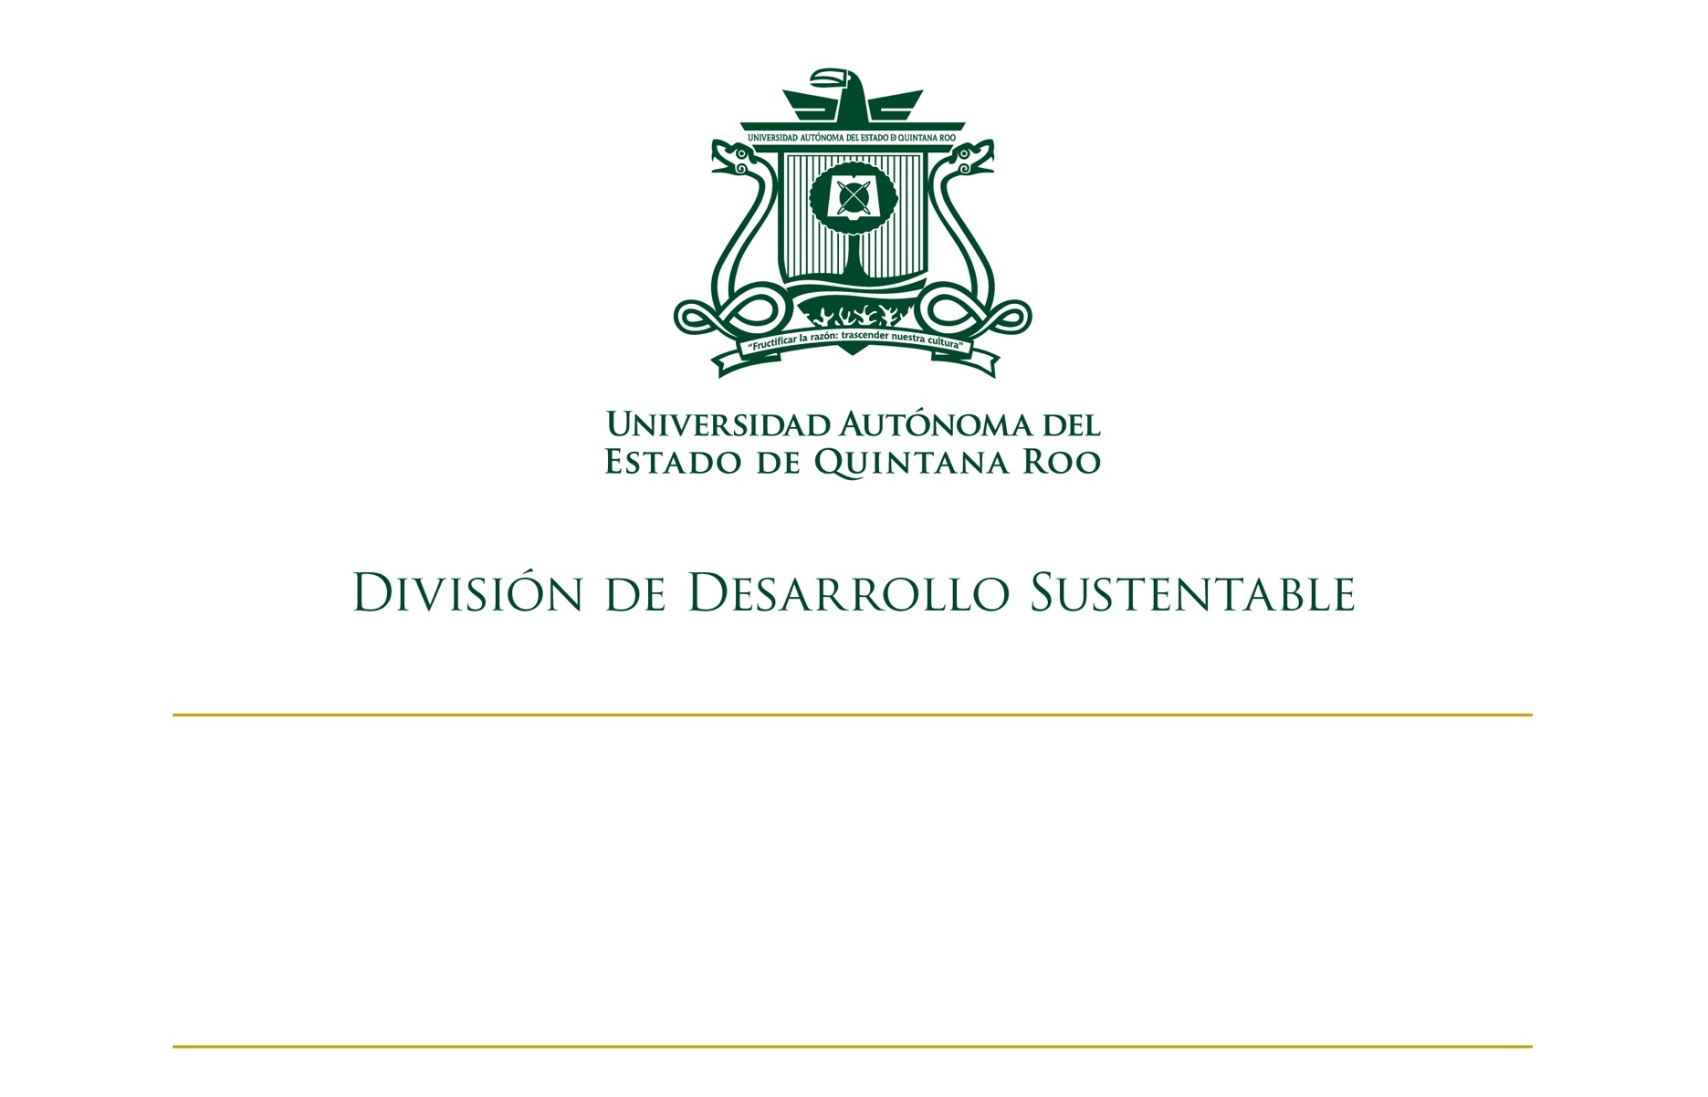 UNIVERSIDAD AUTÓNOMA DEL ESTADO D QUINTANA ROO
"Fructificar la razón: trascender nuestra cultura"
UNIVERSIDAD AUTÓNOMA DEL
ESTADO DE QUINTANA ROO
DIVISIÓN DE DESARROLLO SUSTENTABLE